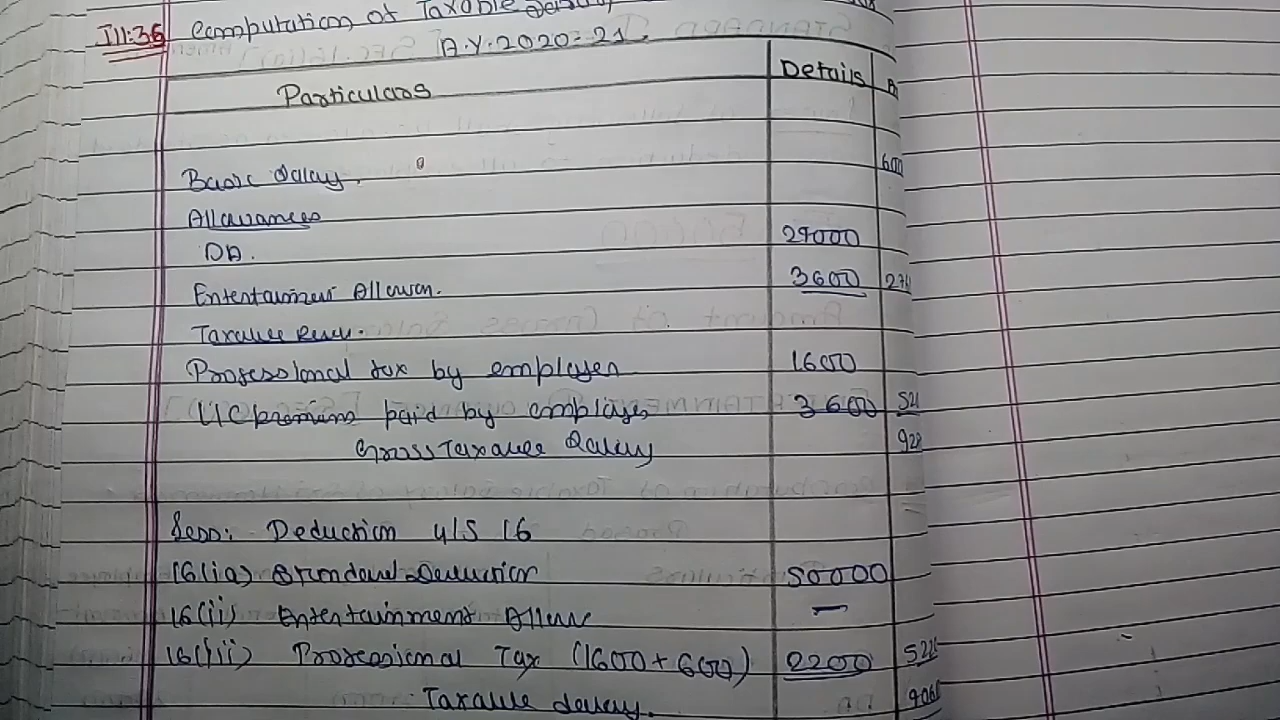 Ill:36 Computation of Taxable Salary
A.Y.2020-21.
Particulars Details
Basic Salary. 600
Allowances
DA. 27000
Entertainment Allowan. 3600
Taxable
Professional tax by employer 1600
LIC premium paid by employer 3600
Gross Taxable Salary
Less: Deduction u/s 16
16(ia) Standard Deduction 50000
16(ii) Entertainment Allow —
16(iii) Professional Tax (1600+600) 2200
Taxable Salary.